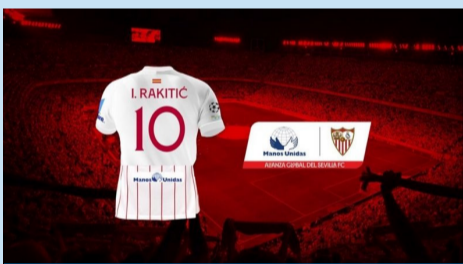 I. RAKITIĆ
10
Manos Unidas
Manos Unidas
ALIANZA GLOBAL DEL SEVILLA FC